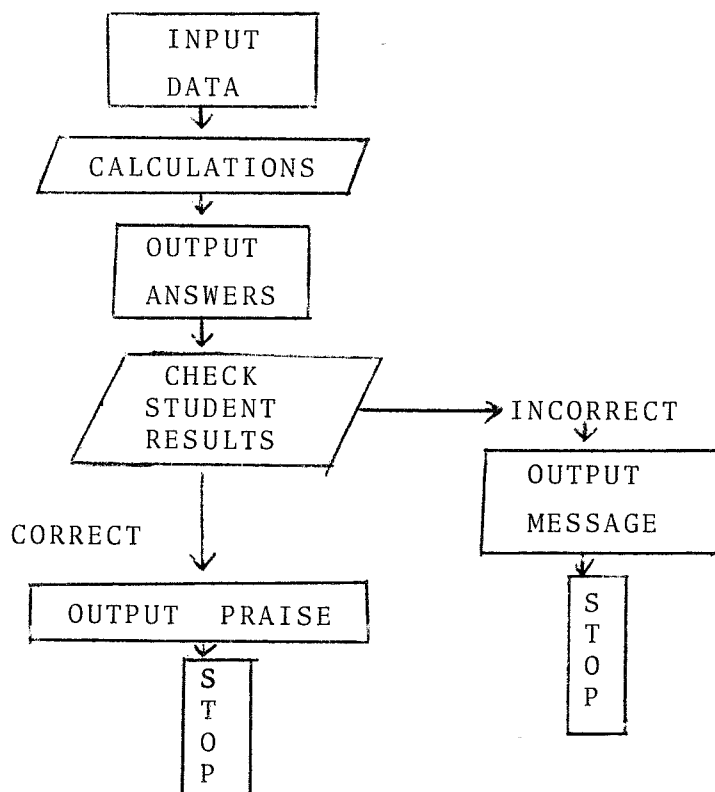 INPUT
DATA
CALCULATIONS
OUTPUT
ANSWERS
CHECK
STUDENT
RESULTS
INCORRECT
OUTPUT
MESSAGE
CORRECT
OUTPUT PRAISE
S
T
O
P
S
T
O
P